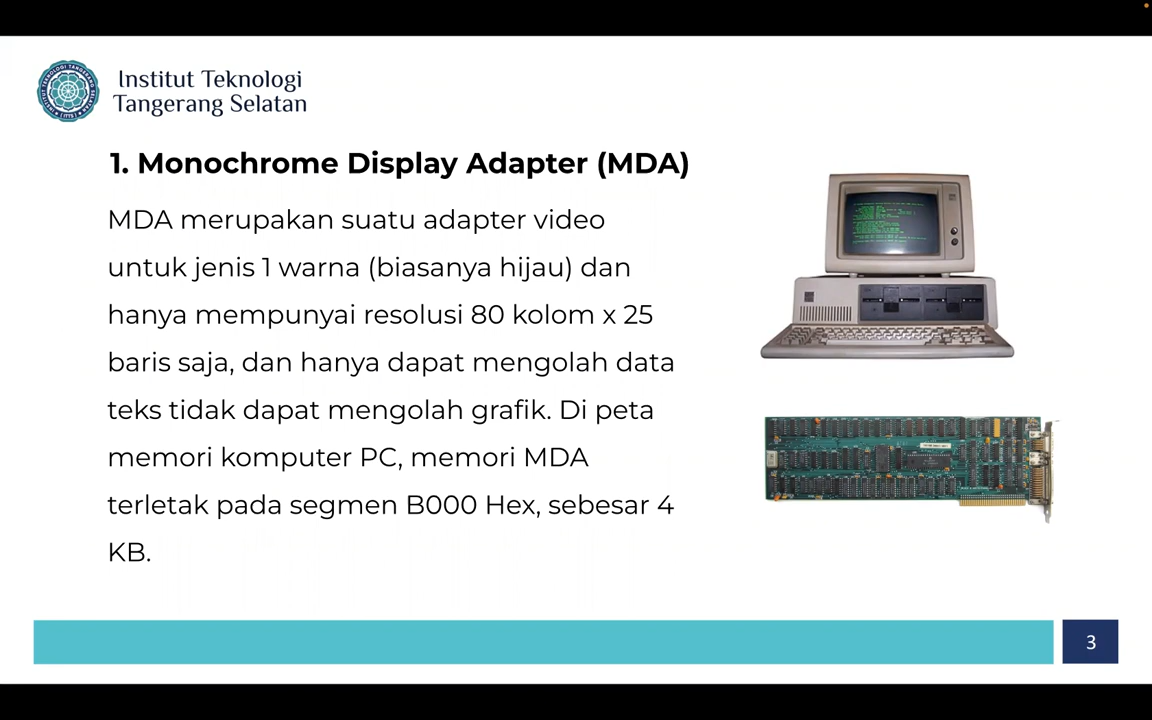 Institut Teknologi
Tangerang Selatan
1. Monochrome Display Adapter (MDA)
MDA merupakan suatu adapter video
untuk jenis 1 warna (biasanya hijau) dan
hanya mempunyai resolusi 80 kolom x 25
baris saja, dan hanya dapat mengolah data
teks tidak dapat mengolah grafik. Di peta
memori komputer PC, memori MDA
terletak pada segmen B000 Hex, sebesar 4
KB.
3